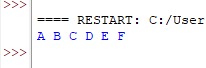 >>>
==== RESTART: C:/User
A B C D E F
>>>